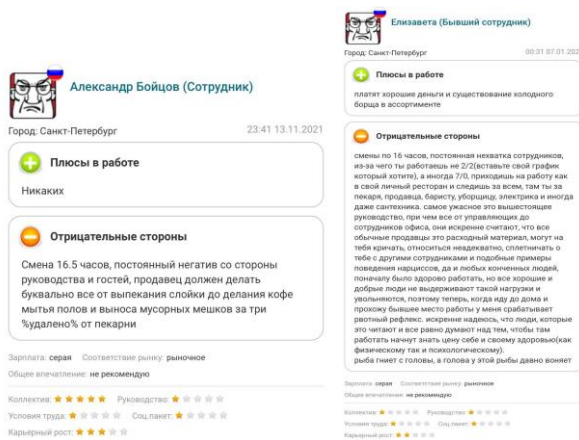 Александр Бойцов (Сотрудник)
Город: Санкт-Петербург
23:41 13.11.2021
Плюсы в работе
Никаких
Отрицательные стороны
Смена 16.5 часов, постоянный негатив со стороны
руководства и гостей, продавец должен делать
буквально все от выпекания слойки до делания кофе
мытья полов и выноса мусорных мешков за три
%удалено% от пекарни
Зарплата: серая Соответствие рынку: рыночное
Общее впечатление: не рекомендую
Коллектив: Руководство:
Условия труда: Соц.пакет:
Карьерный рост:
Елизавета (Бывший сотрудник)
Город: Санкт-Петербург
00:31 07.01.202
Плюсы в работе
платят хорошие деньги и существование холодного
борща в ассортименте
Отрицательные стороны
смены по 16 часов, постоянная нехватка сотрудников,
из-за чего ты работаешь не 2/2(вставьте свой график
который хотите), а иногда 7/0, приходишь на работу как
в свой личный ресторан и следишь за всем, там ты за
пекаря, продавца, баристу, уборщицу, электрика и иногда
даже сантехника. самое ужасное это вышестоящее
руководство, при чем все от управляющих до
сотрудников офиса, они искренне считают, что все
обычные продавцы это расходный материал, могут на
тебя кричать, относиться неадекватно, сплетничать о
тебе с другими сотрудниками и подобные примеры
поведения нарциссов, да и любых конченных людей,
поначалу было здорово работать, но все хорошие и
добрые люди не выдерживают такой нагрузки и
увольняются, поэтому теперь, когда иду до дома и
прохожу бывшее место работы у меня срабатывает
рвотный рефлекс. искренне надеюсь, что люди, которые
это читают и все равно думают над тем, чтобы там
работать начнут знать цену себе и своему здоровью(как
физическому так и психологическому).
рыба гниет с головы, а голова у этой рыбы давно воняет
Зарплата: серая Соответствие рынку: рыночное
Общее впечатление: не рекомендую
Коллектив: Руководство:
Условия труда: Соц.пакет:
Карьерный рост: